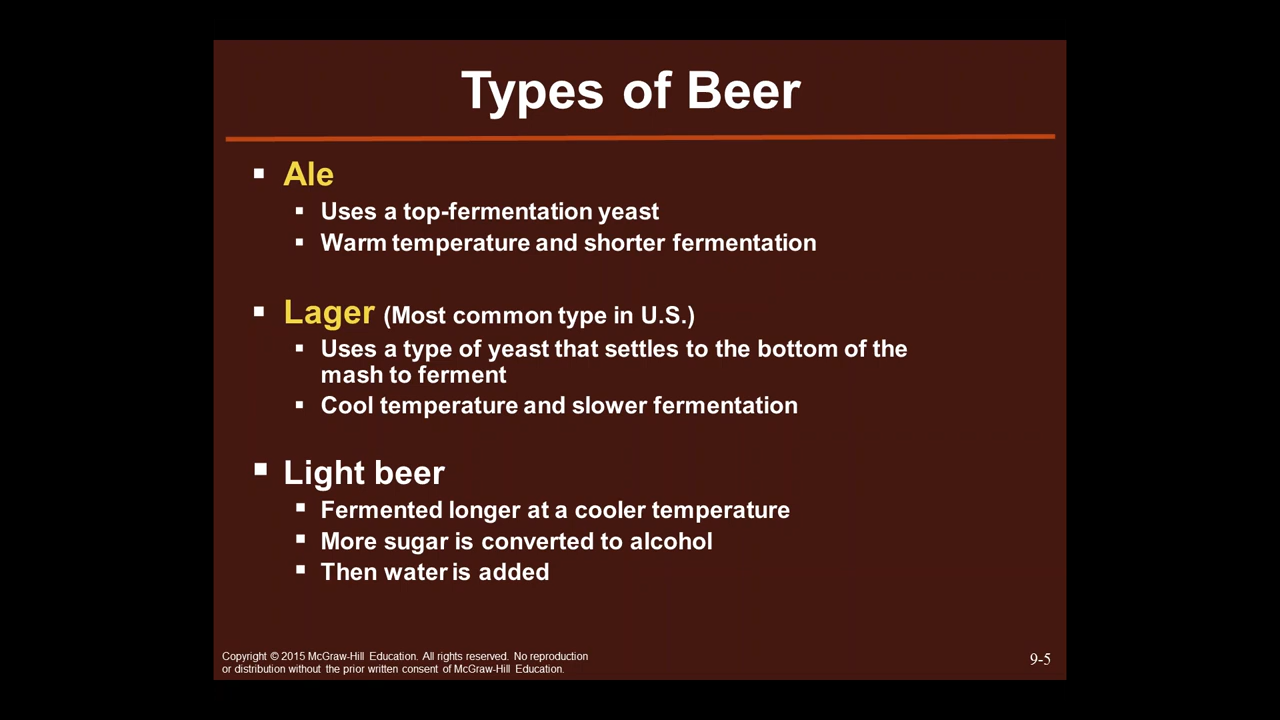 Types of Beer
▪ Ale
▪ Uses a top-fermentation yeast
▪ Warm temperature and shorter fermentation
▪ Lager (Most common type in U.S.)
▪ Uses a type of yeast that settles to the bottom of the
mash to ferment
▪ Cool temperature and slower fermentation
▪ Light beer
▪ Fermented longer at a cooler temperature
▪ More sugar is converted to alcohol
▪ Then water is added
Copyright © 2015 McGraw-Hill Education. All rights reserved. No reproduction
or distribution without the prior written consent of McGraw-Hill Education.
9-5